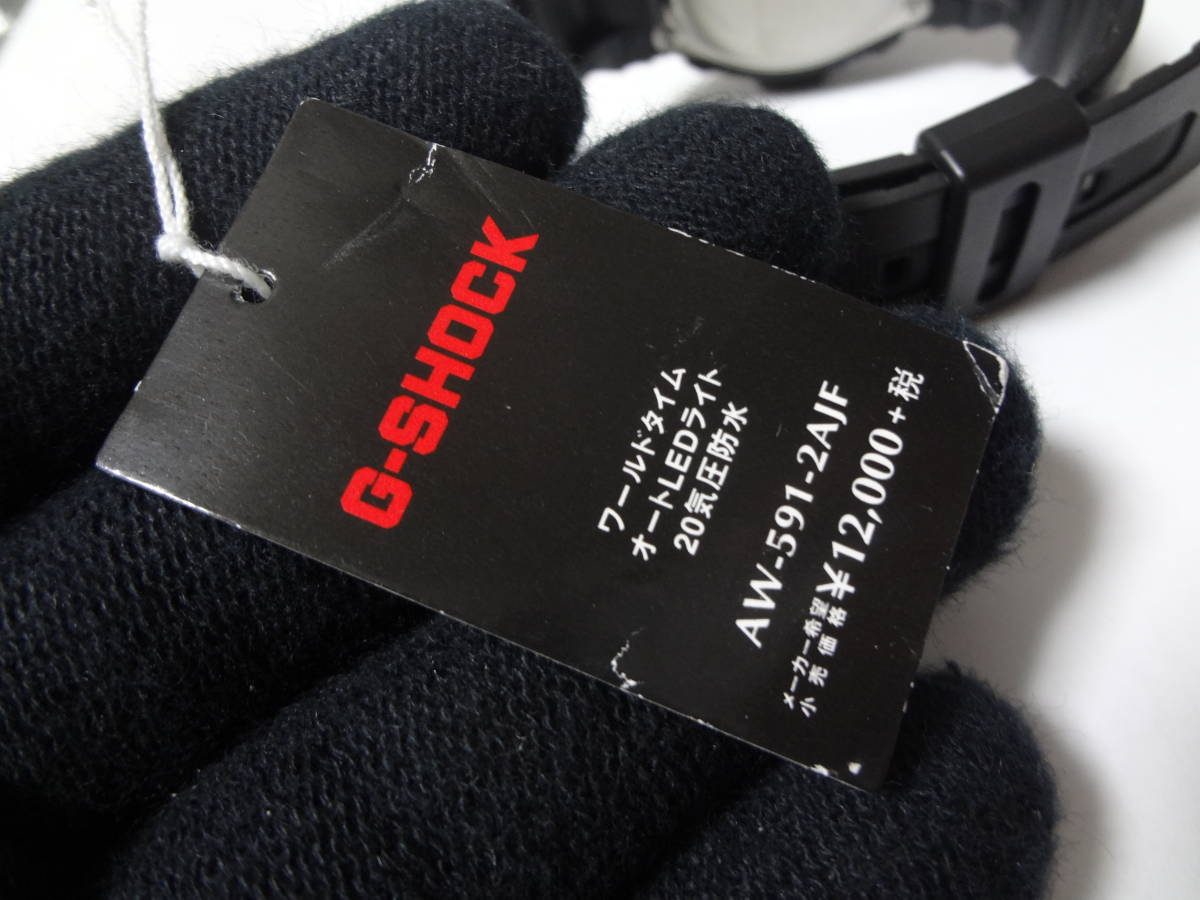 G-SHOCK
ワールドタイム
オートLEDライト
20気圧防水
AW-591-2AJF
メーカー希望
小売価格 ¥12,000+税